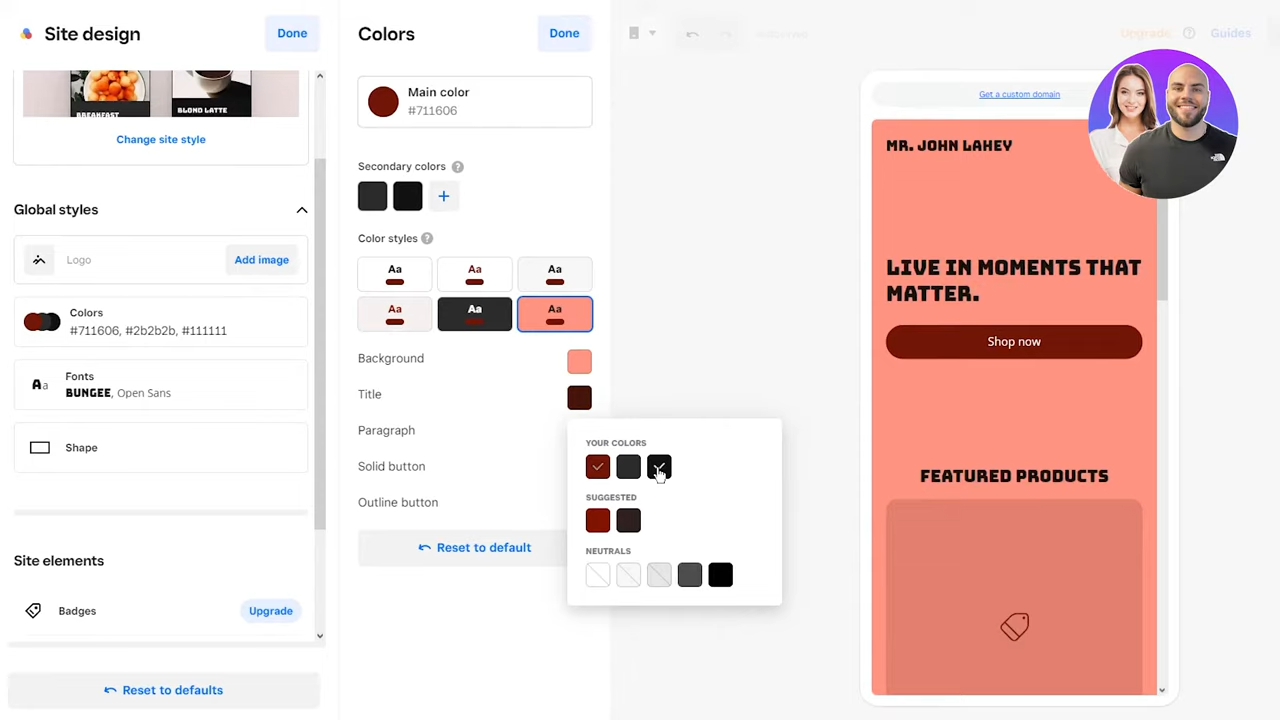 Site design
Done
BREAKFAST
BLOND LATTE
Change site style
Global styles
Logo
Add image
Colors
#711606, #2b2b2b, #111111
Fonts
BUNGEE, Open Sans
Shape
Site elements
Badges
Upgrade
Reset to defaults
Colors
Done
Main color
#711606
Secondary colors ?
+
Color styles ?
Aa
Aa
Aa
Aa
Aa
Aa
Background
Title
Paragraph
Solid button
Outline button
Reset to default
YOUR COLORS
SUGGESTED
NEUTRALS
Upgrade
?
Guides
Get a custom domain
MR. JOHN LAHEY
LIVE IN MOMENTS THAT
MATTER.
Shop now
FEATURED PRODUCTS